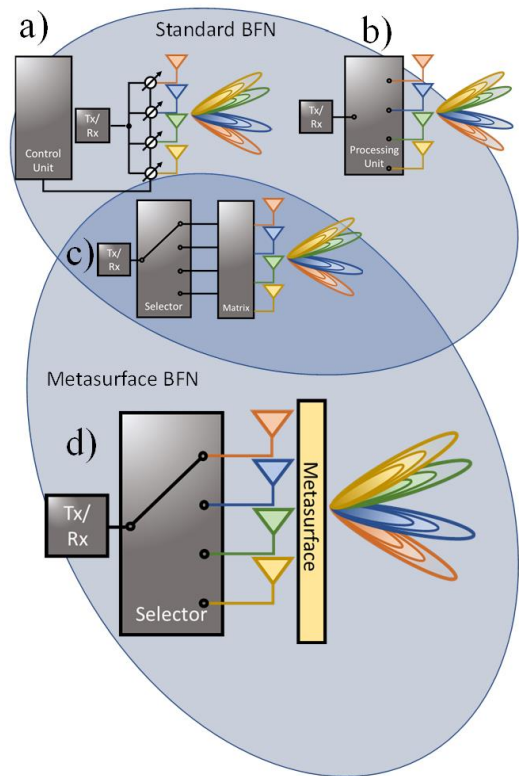 a)
Standard BFN
b)
Tx/
Rx
Control
Unit
Tx/
Rx
Processing
Unit
c)
Tx/
Rx
Selector
Matrix
Metasurface BFN
d)
Tx/
Rx
Selector
Metasurface